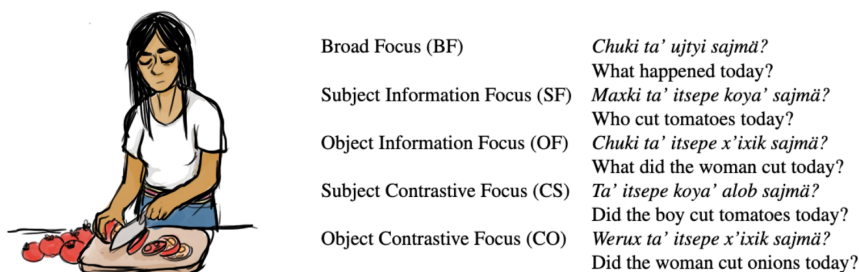 Broad Focus (BF) Chuki ta’ ujtyi sajmä?
What happened today?
Subject Information Focus (SF) Maxki ta’ itsepe koya’ sajmä?
Who cut tomatoes today?
Object Information Focus (OF) Chuki ta’ itsepe x’ixik sajmä?
What did the woman cut today?
Subject Contrastive Focus (CS) Ta’ itsepe koya’ alob sajmä?
Did the boy cut tomatoes today?
Object Contrastive Focus (CO) Werux ta’ itsepe x’ixik sajmä?
Did the woman cut onions today?